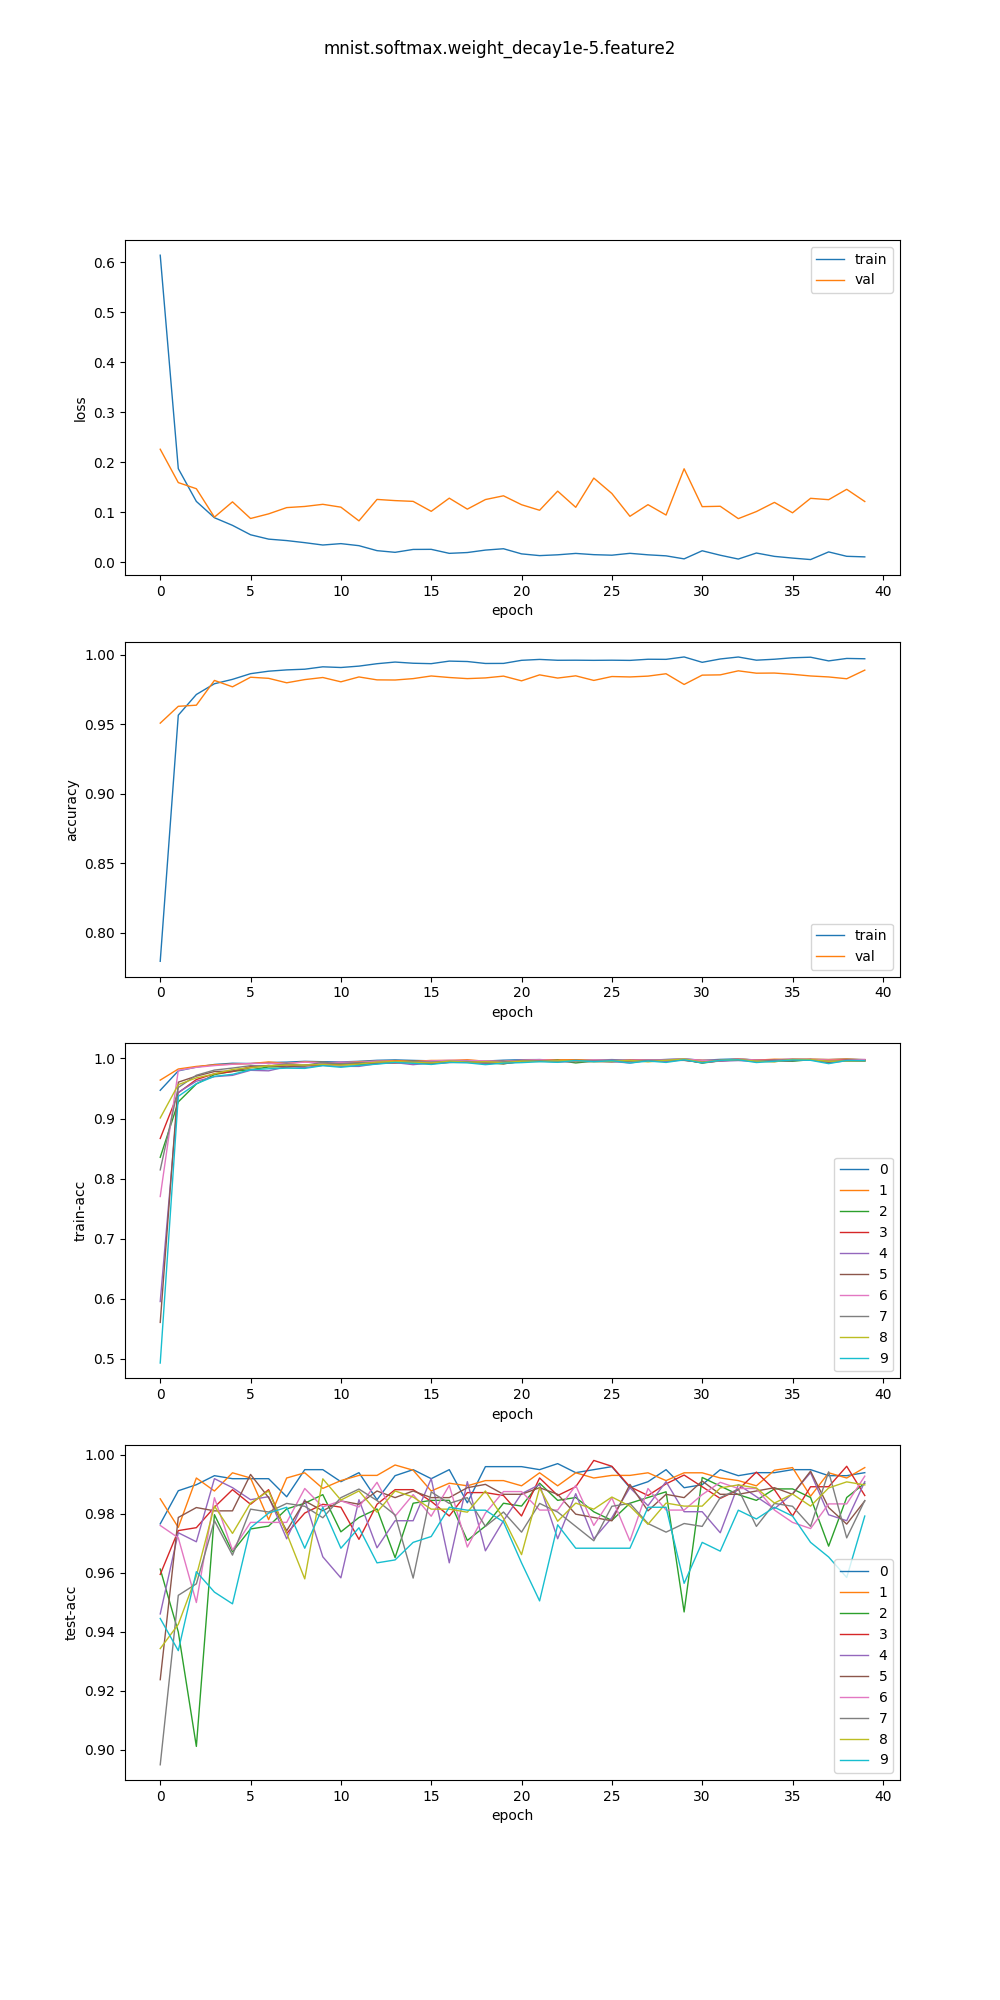 mnist.softmax.weight_decay1e-5.feature2
0.6
0.5
0.4
0.3
0.2
0.1
0.0
loss
train
val
0 5 10 15 20 25 30 35 40
epoch
1.00
0.95
0.90
0.85
0.80
accuracy
train
val
0 5 10 15 20 25 30 35 40
epoch
1.0
0.9
0.8
0.7
0.6
0.5
train-acc
0
1
2
3
4
5
6
7
8
9
0 5 10 15 20 25 30 35 40
epoch
1.00
0.98
0.96
0.94
0.92
0.90
test-acc
0
1
2
3
4
5
6
7
8
9
0 5 10 15 20 25 30 35 40
epoch